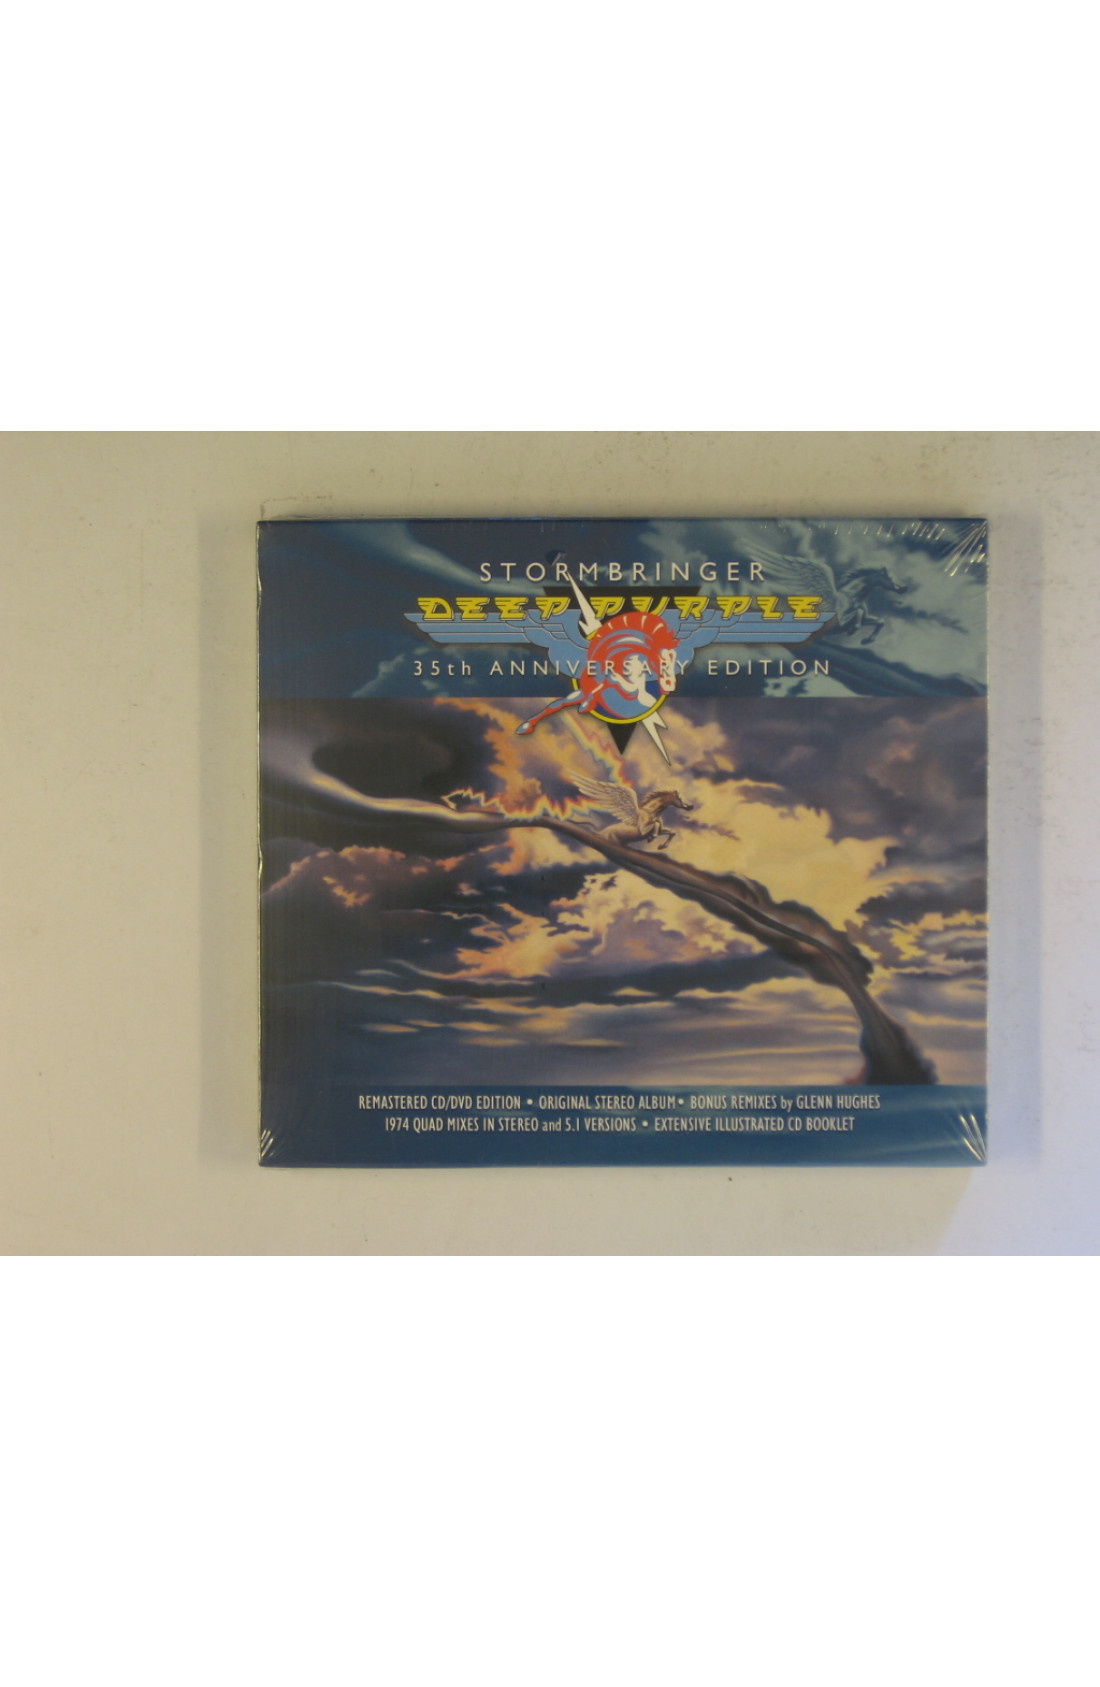 STORMBRINGER
DEEP PURPLE
35th ANNIVERSARY EDITION
REMASTERED CD/DVD EDITION • ORIGINAL STEREO ALBUM • BONUS REMIXES by GLENN HUGHES
1974 QUAD MIXES IN STEREO and 5.1 VERSIONS • EXTENSIVE ILLUSTRATED CD BOOKLET